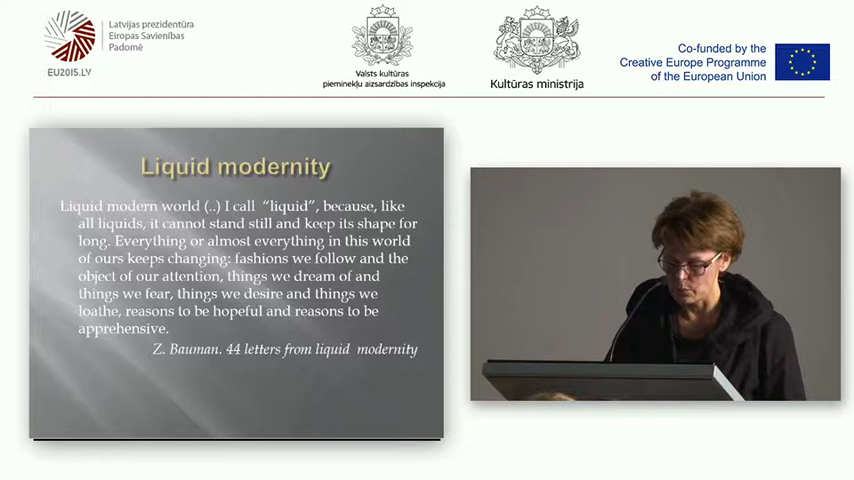 Latvijas prezidentūra
Eiropas Savienības
Padomē
EU2015.LV
Valsts kultūras
pieminekļu aizsardzības inspekcija
Kultūras ministrija
Co-funded by the
Creative Europe Programme
of the European Union
Liquid modernity
Liquid modern world (..) I call “liquid”, because, like
all liquids, it cannot stand still and keep its shape for
long. Everything or almost everything in this world
of ours keeps changing: fashions we follow and the
object of our attention, things we dream of and
things we fear, things we desire and things we
loathe, reasons to be hopeful and reasons to be
apprehensive.
Z. Bauman. 44 letters from liquid modernity